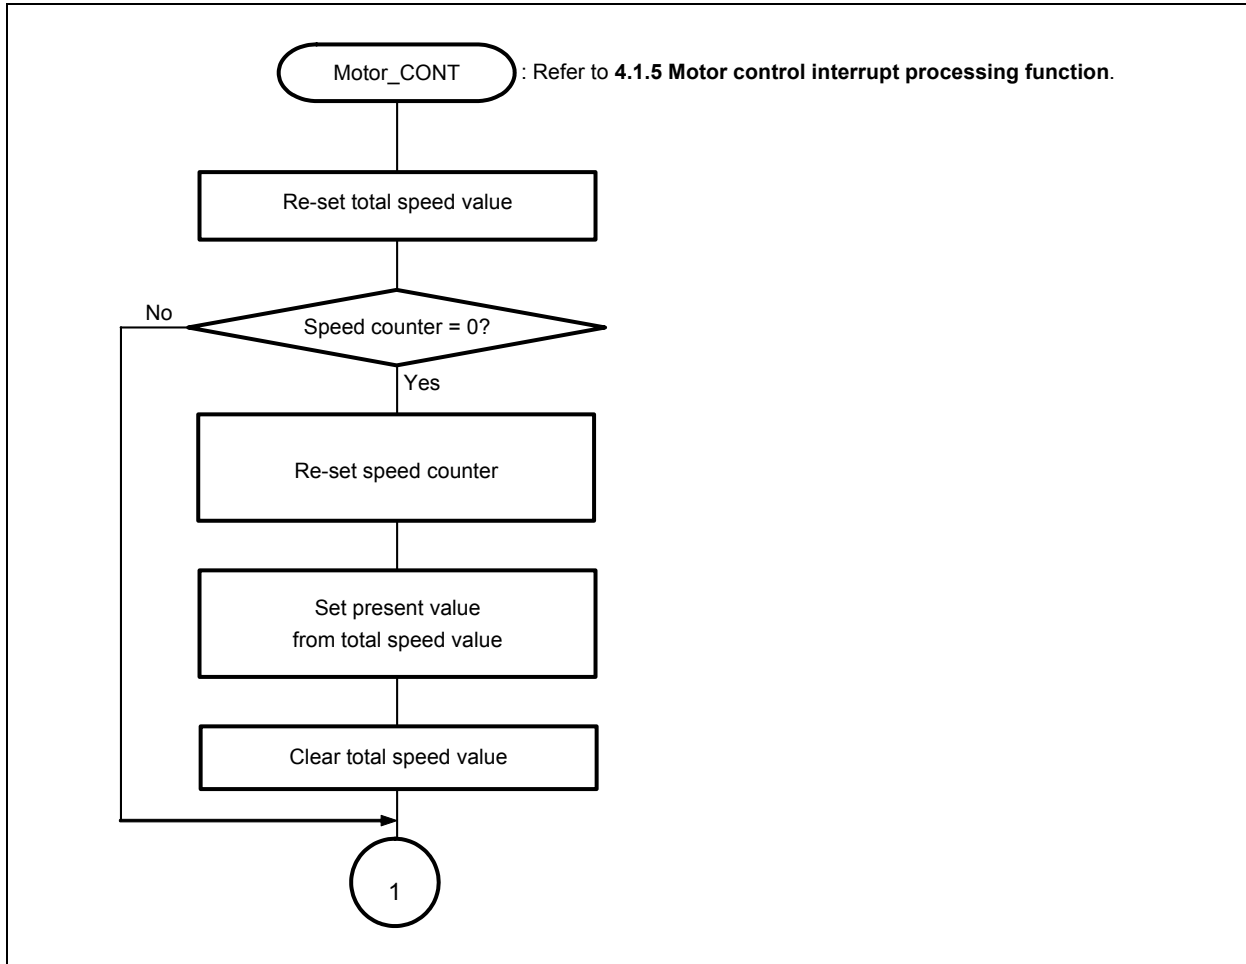 Motor_CONT : Refer to 4.1.5 Motor control interrupt processing function.
Re-set total speed value
No
Speed counter = 0?
Yes
Re-set speed counter
Set present value
from total speed value
Clear total speed value
1